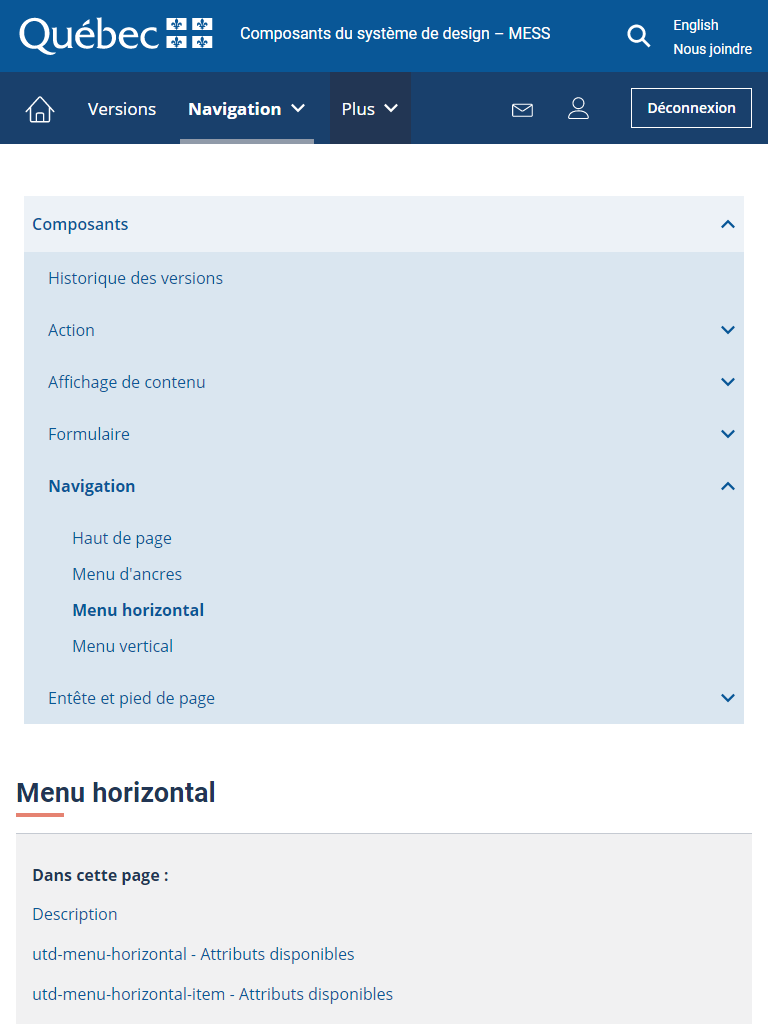 Québec
Composants du système de design – MESS
English
Nous joindre
Versions
Navigation
Plus
Déconnexion
Composants
Historique des versions
Action
Affichage de contenu
Formulaire
Navigation
Haut de page
Menu d'ancres
Menu horizontal
Menu vertical
Entête et pied de page
Menu horizontal
Dans cette page :
Description
utd-menu-horizontal - Attributs disponibles
utd-menu-horizontal-item - Attributs disponibles